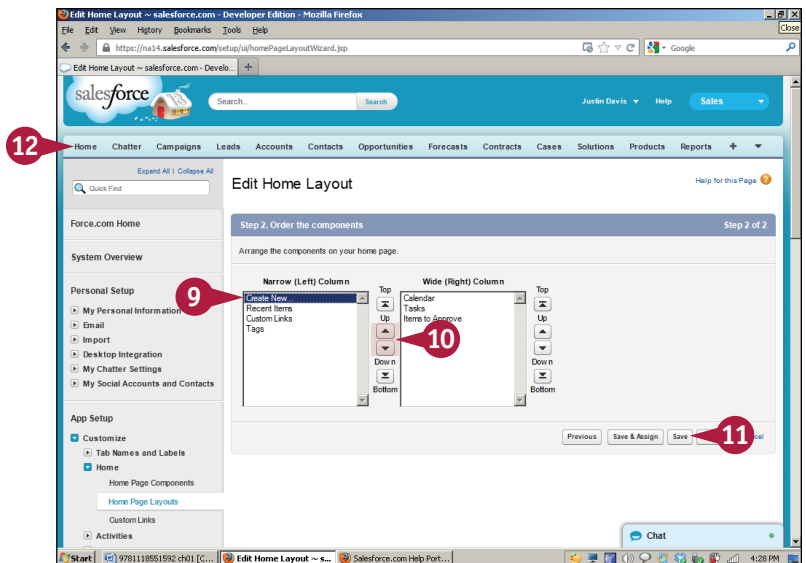 Edit Home Layout ~ salesforce.com - Developer Edition - Mozilla Firefox
Close
File Edit View History Bookmarks Tools Help
https://na14.salesforce.com/setup/ui/homePageLayoutWizard.jsp
Google
Edit Home Layout ~ salesforce.com - Develo...
salesforce
Search...
Search
Justin Davis
Help
Sales
12
Home Chatter Campaigns Leads Accounts Contacts Opportunities Forecasts Contracts Cases Solutions Products Reports +
Expand All | Collapse All
Quick Find
Edit Home Layout
Help for this Page
Force.com Home
Step 2. Order the components
Step 2 of 2
System Overview
Arrange the components on your home page.
Personal Setup
My Personal Information
Email
Import
Desktop Integration
My Chatter Settings
My Social Accounts and Contacts
Narrow (Left) Column
9
Create New...
Recent Items
Custom Links
Tags
Top
Up
10
Down
Bottom
Wide (Right) Column
Calendar
Tasks
Items to Approve
Top
Up
Down
Bottom
App Setup
Previous
Save & Assign
Save
11
Customize
Tab Names and Labels
Home
Home Page Components
Home Page Layouts
Custom Links
Activities
Chat
Start
9781118551592 ch01 [C...
Edit Home Layout ~ s...
Salesforce.com Help Port...
4:28 PM